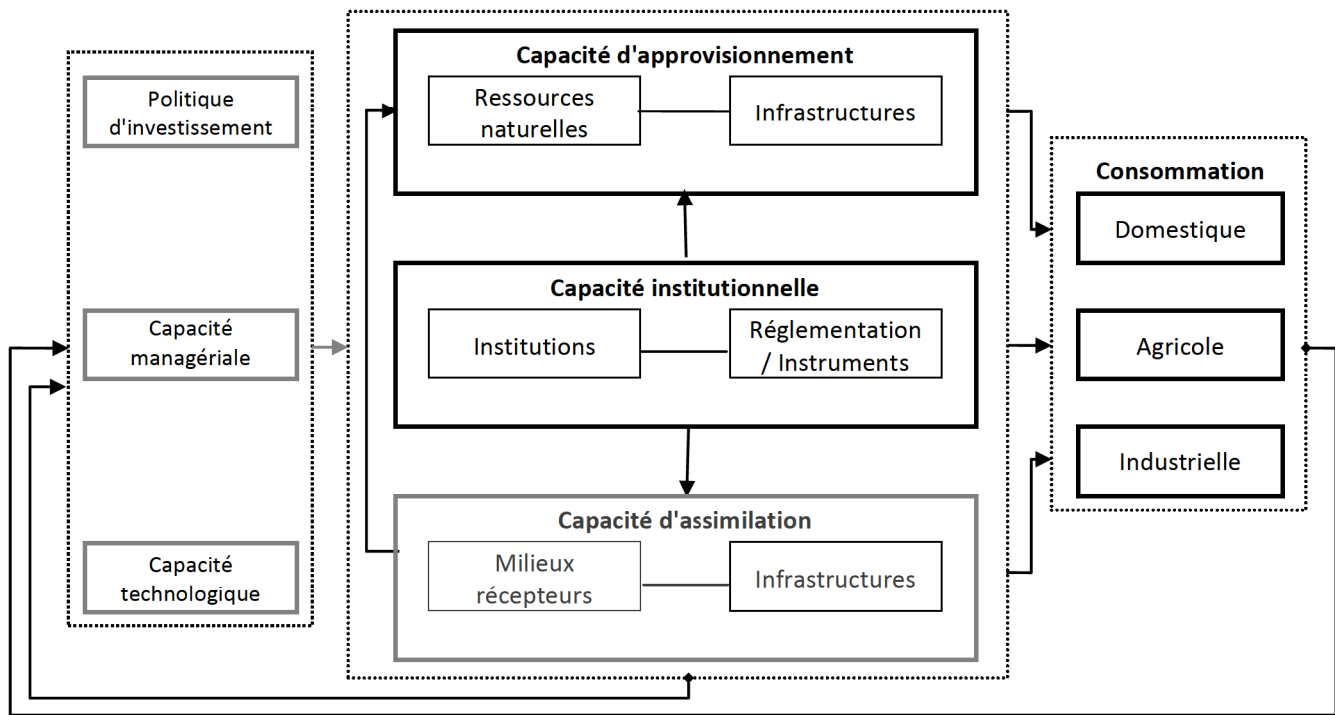 Politique
d'investissement
Capacité
managériale
Capacité
technologique
Capacité d'approvisionnement
Ressources
naturelles
Infrastructures
Capacité institutionnelle
Institutions
Réglementation
/ Instruments
Capacité d'assimilation
Milieux
récepteurs
Infrastructures
Consommation
Domestique
Agricole
Industrielle